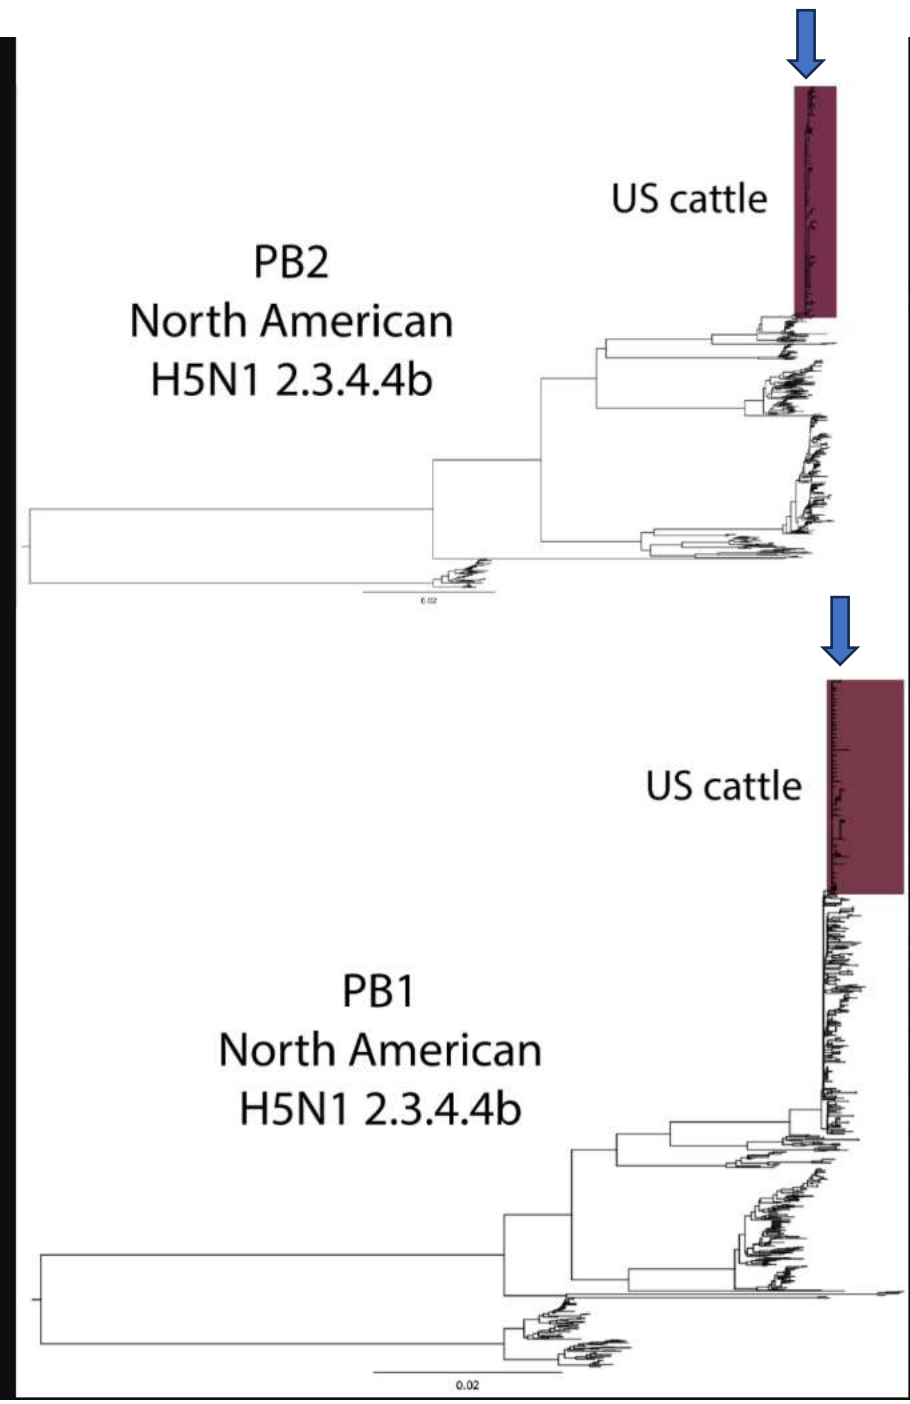 US cattle
PB2
North American
H5N1 2.3.4.4b
0.02
US cattle
PB1
North American
H5N1 2.3.4.4b
0.02